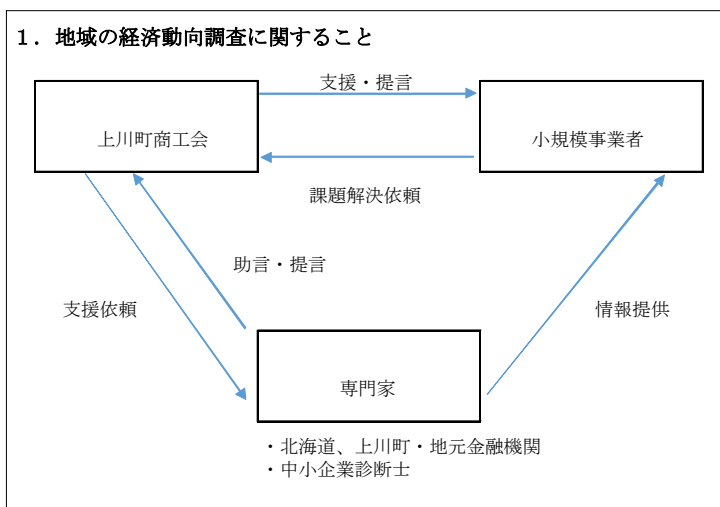 １．地域の経済動向調査に関すること
支援・提言
上川町商工会
小規模事業者
課題解決依頼
助言・提言
支援依頼
情報提供
専門家
・北海道、上川町・地元金融機関
・中小企業診断士